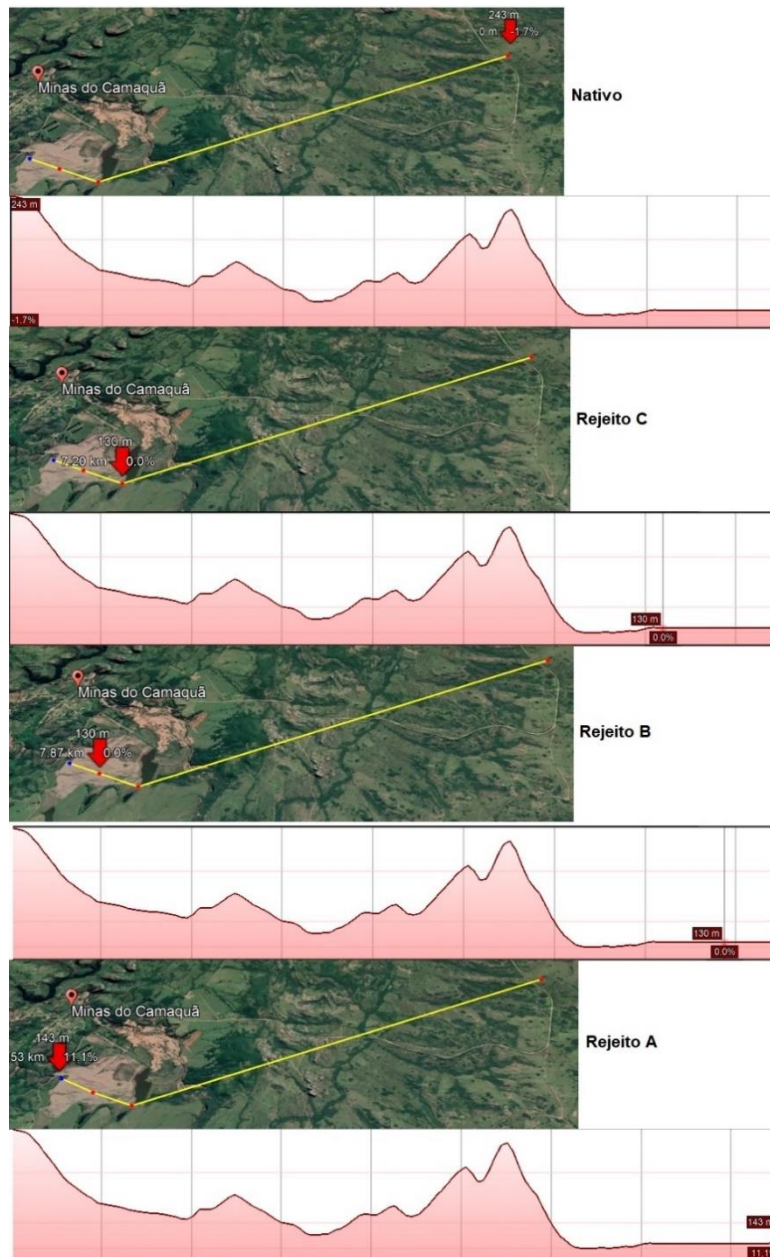 243 m
0 m -1.7%
Minas do Camaquã
Nativo
243 m
-1.7%
Minas do Camaquã
Rejeito C
130 m
7.20 km 0.0%
130 m
0.0%
Minas do Camaquã
Rejeito B
130 m
7.87 km 0.0%
130 m
0.0%
Minas do Camaquã
Rejeito A
143 m
53 km 11.1%
143 m
11.1